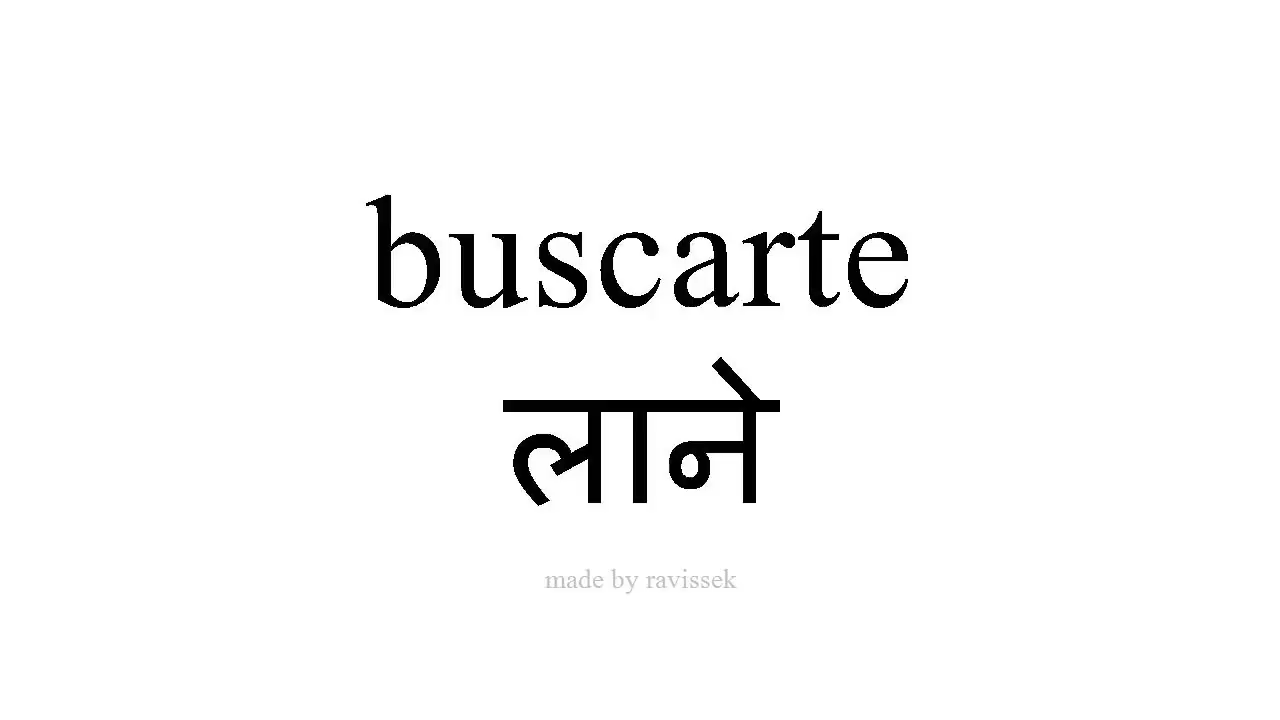 buscarte
लाने
made by ravissek